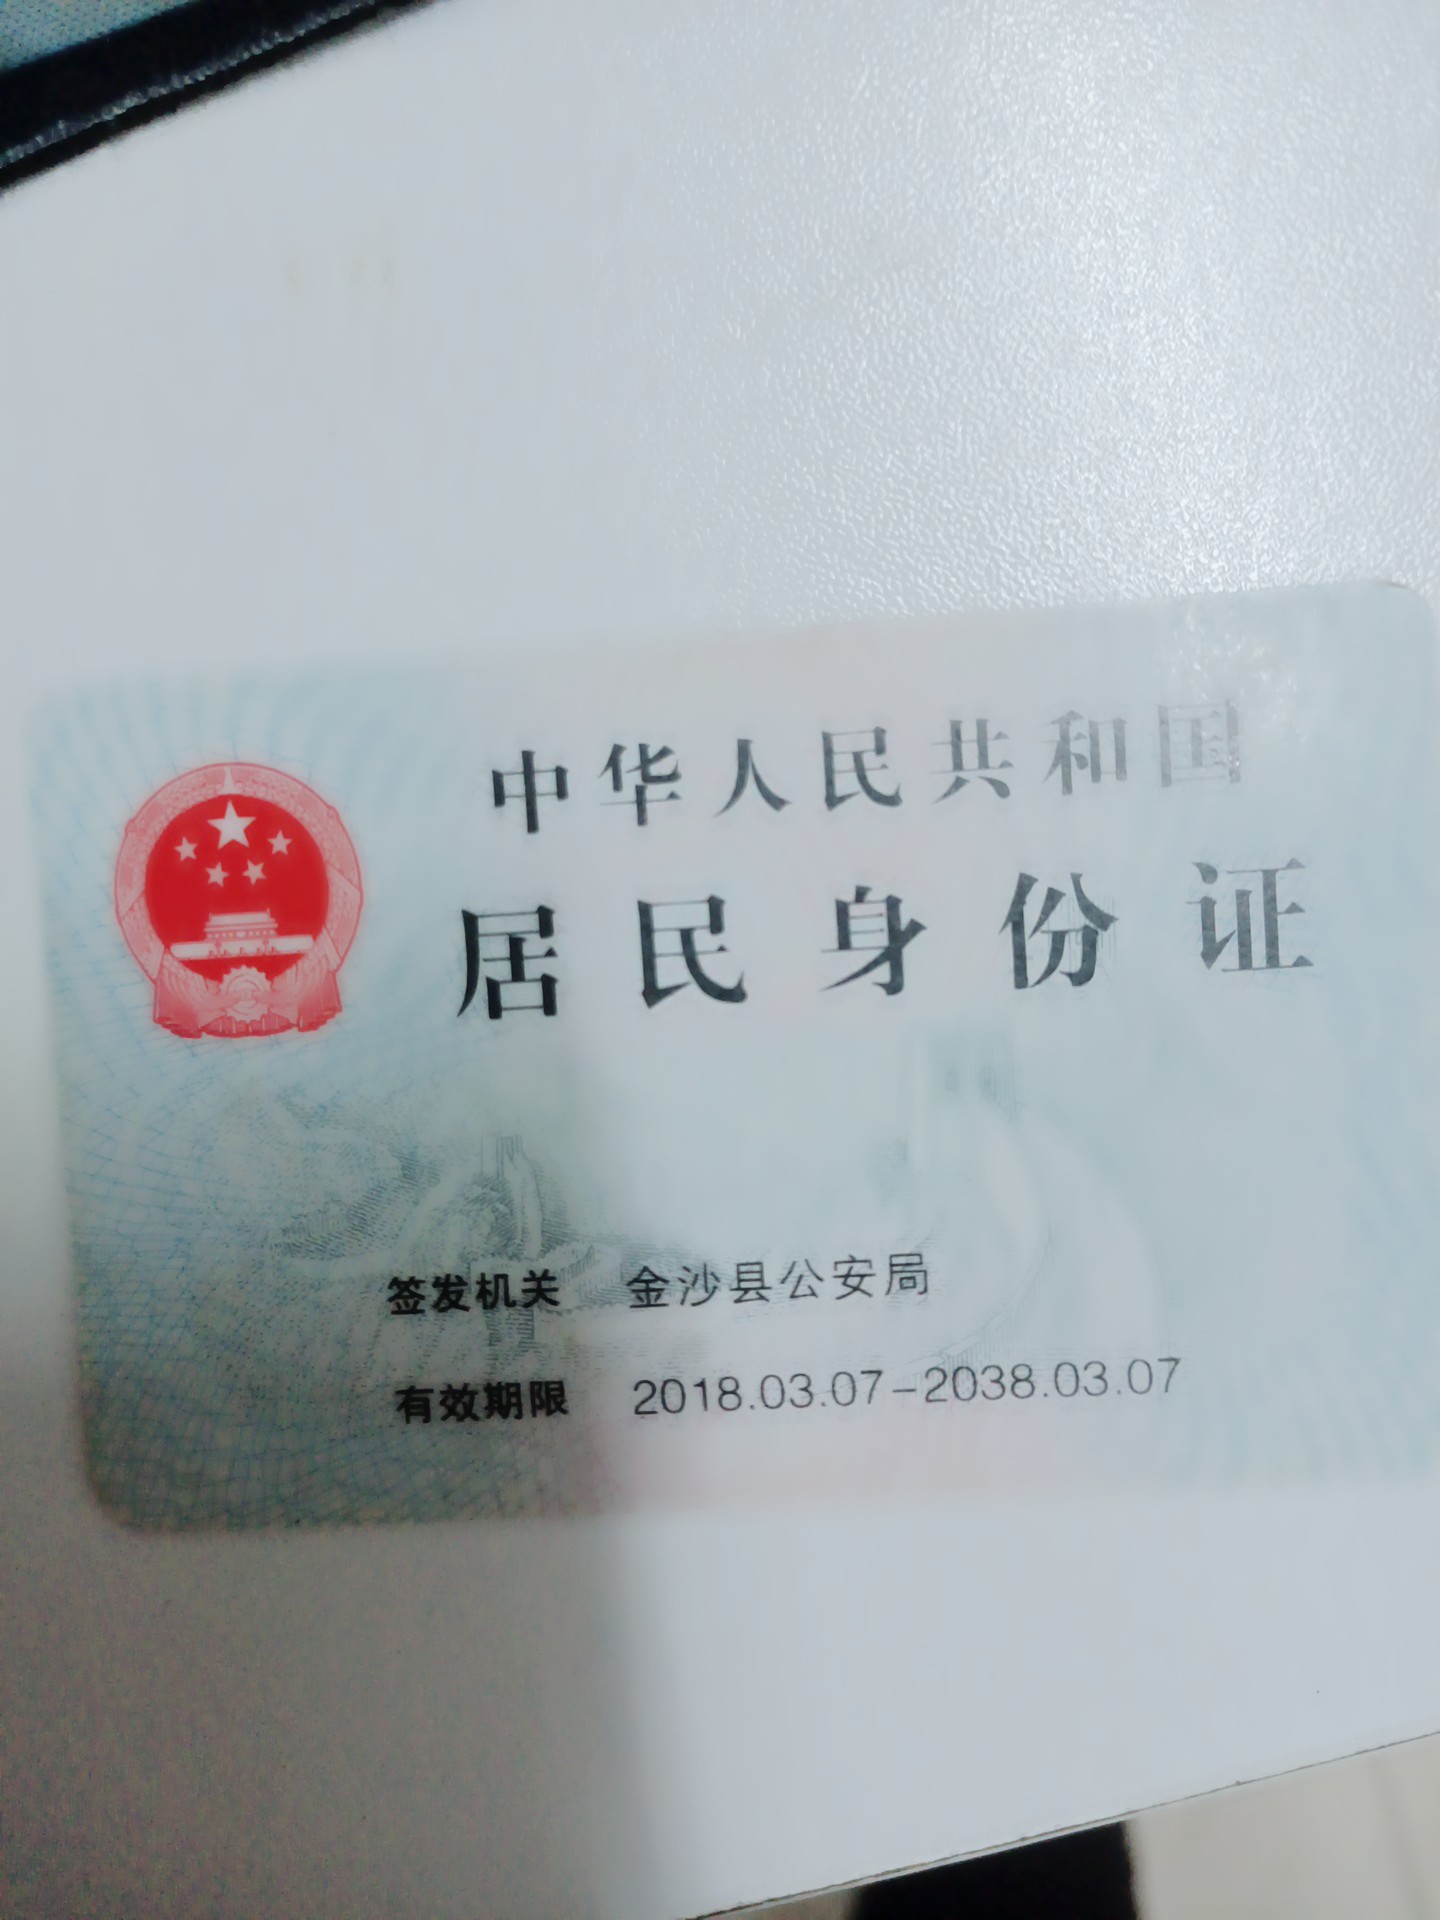 中华人民共和国
居民身份证
签发机关 金沙县公安局
有效期限 2018.03.07-2038.03.07